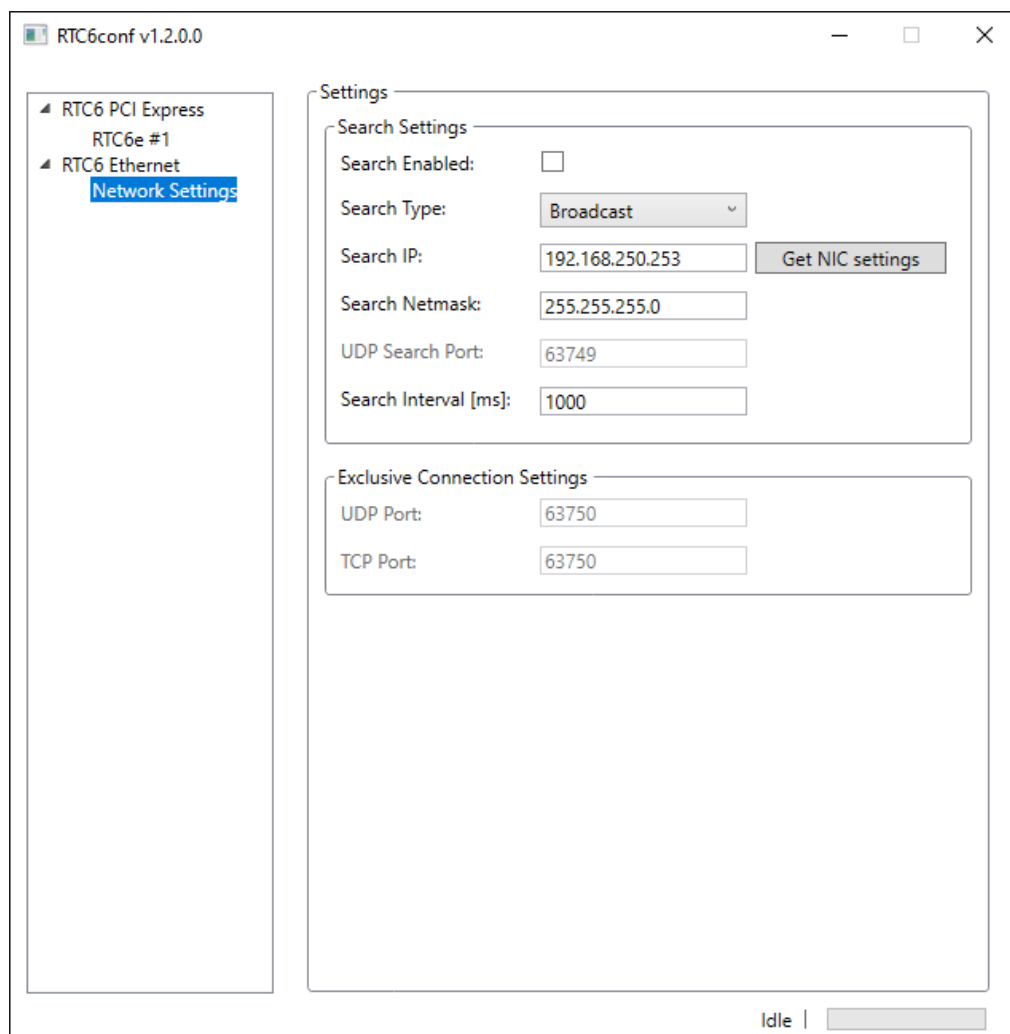 RTC6conf v1.2.0.0
RTC6 PCI Express
RTC6e #1
RTC6 Ethernet
Network Settings
Settings
Search Settings
Search Enabled:
Search Type: Broadcast
Search IP: 192.168.250.253 Get NIC settings
Search Netmask: 255.255.255.0
UDP Search Port: 63749
Search Interval [ms]: 1000
Exclusive Connection Settings
UDP Port: 63750
TCP Port: 63750
Idle